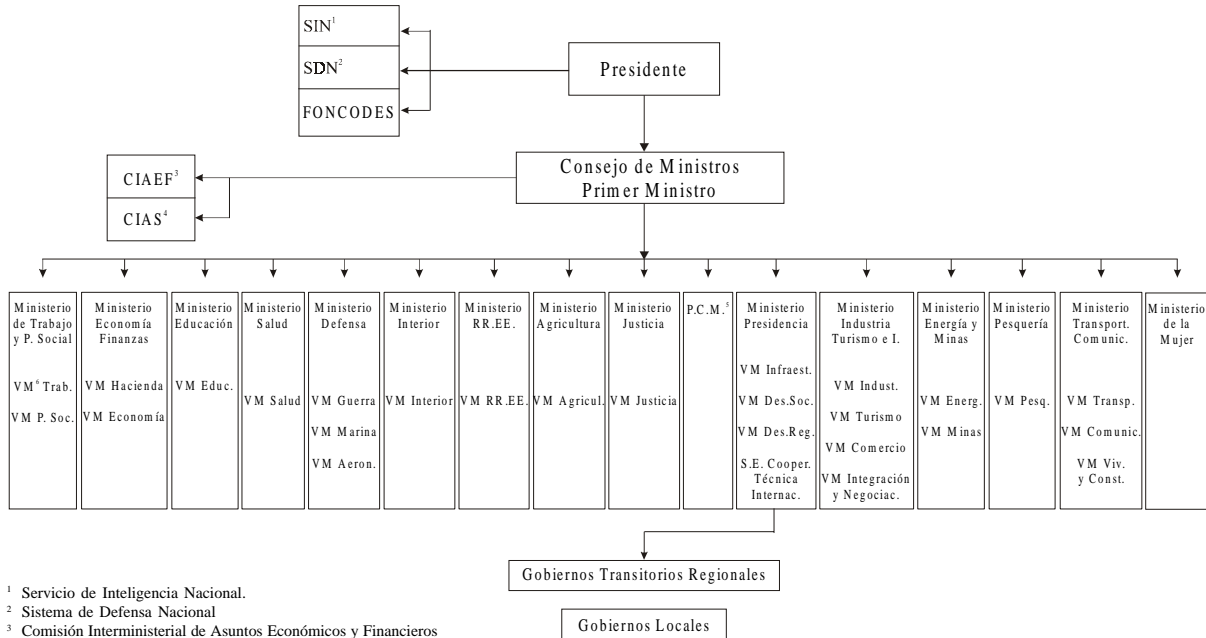 SIN¹
SDN²
FONCODES
Presidente
CIAEF³
CIAS⁴
Consejo de Ministros
Primer Ministro
Ministerio
de Trabajo
y P. Social
VM⁶ Trab.
VM P. Soc.
Ministerio
Economía
Finanzas
VM Hacienda
VM Economía
Ministerio
Educación
VM Educ.
Ministerio
Salud
VM Salud
Ministerio
Defensa
VM Guerra
VM Marina
VM Aeron.
Ministerio
Interior
VM Interior
Ministerio
RR.EE.
VM RR.EE.
Ministerio
Agricultura
VM Agricul.
Ministerio
Justicia
VM Justicia
P.C.M.⁵
Ministerio
Presidencia
VM Infraest.
VM Des.Soc.
VM Des.Reg.
S.E. Cooper.
Técnica
Internac.
Ministerio
Industria
Turismo e I.
VM Indust.
VM Turismo
VM Comercio
VM Integración
y Negociac.
Ministerio
Energía y
Minas
VM Energ.
VM Minas
Ministerio
Pesquería
VM Pesq.
Ministerio
Transport.
Comunic.
VM Transp.
VM Comunic.
VM Viv.
y Const.
Ministerio
de la
Mujer
Gobiernos Transitorios Regionales
Gobiernos Locales
¹ Servicio de Inteligencia Nacional.
² Sistema de Defensa Nacional
³ Comisión Interministerial de Asuntos Económicos y Financieros